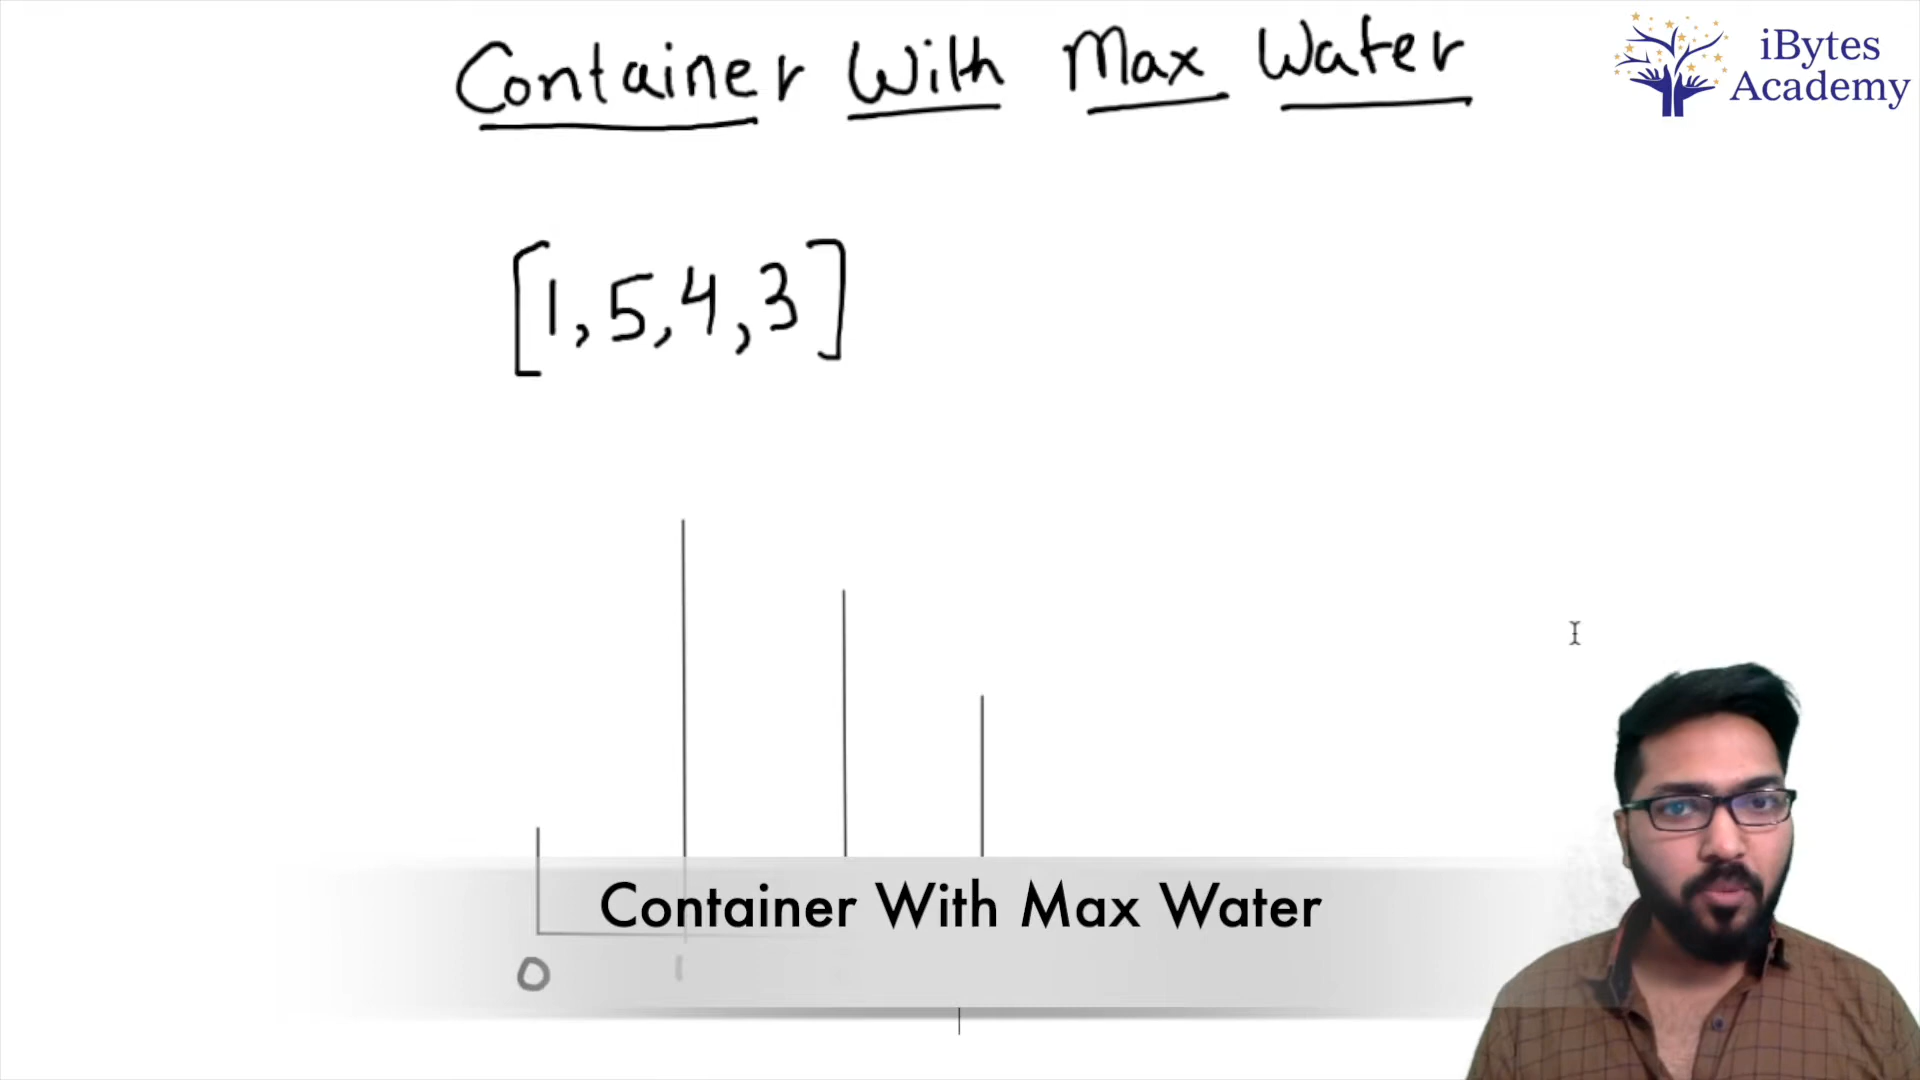 Container With Max Water
iBytes
Academy
[1,5,4,3]
Container With Max Water
0 1